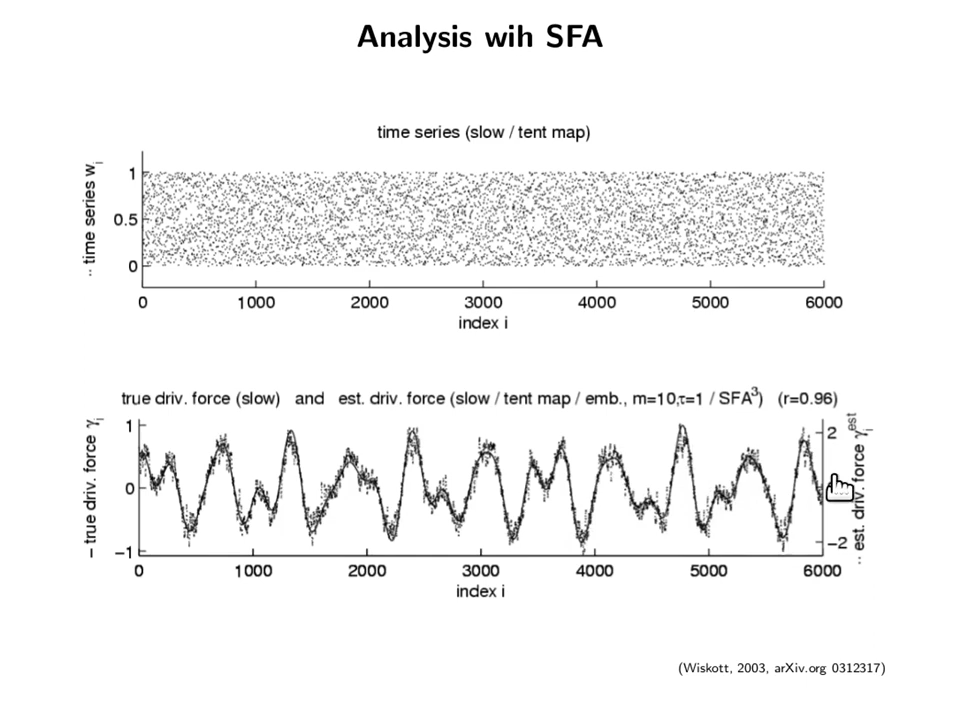 Analysis wih SFA
time series (slow / tent map)
·· time series w_i
1
0.5
0
0 1000 2000 3000 4000 5000 6000
index i
true driv. force (slow) and est. driv. force (slow / tent map / emb., m=10,τ=1 / SFA³) (r=0.96)
– true driv. force γ_i
1
0
−1
2
−2
·· est. driv. force γ_i^est
0 1000 2000 3000 4000 5000 6000
index i
(Wiskott, 2003, arXiv.org 0312317)